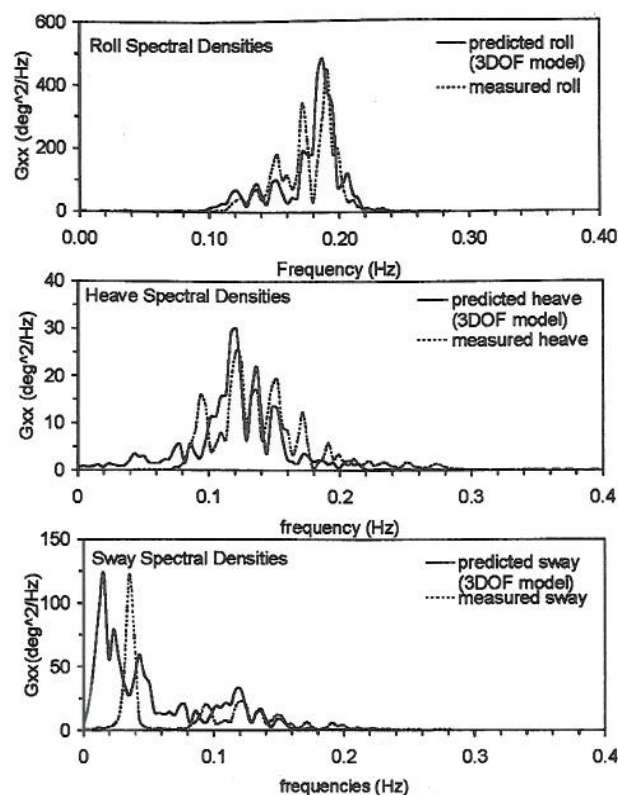 600
Roll Spectral Densities
predicted roll
(3DOF model)
measured roll
400
200
0
Gxx (deg^2/Hz)
0.00 0.10 0.20 0.30 0.40
Frequency (Hz)
40
Heave Spectral Densities
predicted heave
(3DOF model)
measured heave
30
20
10
0
Gxx (deg^2/Hz)
0 0.1 0.2 0.3 0.4
frequency (Hz)
150
Sway Spectral Densities
predicted sway
(3DOF model)
measured sway
100
50
0
Gxx(deg^2/Hz)
0 0.1 0.2 0.3 0.4
frequencies (Hz)